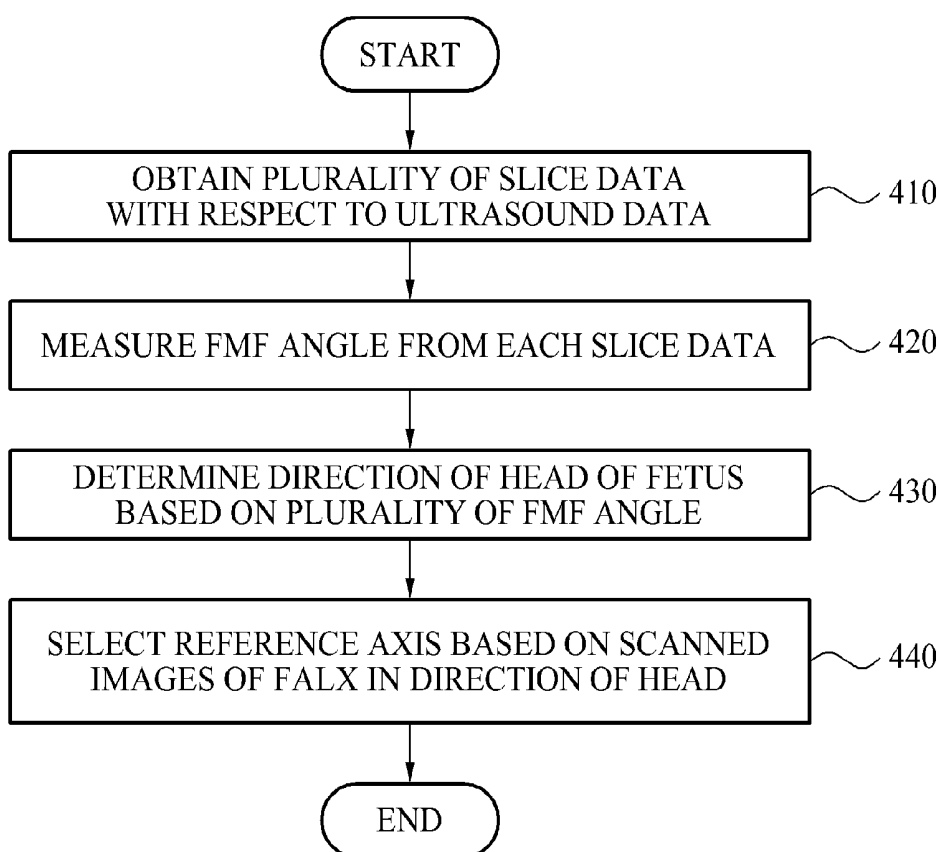 START
OBTAIN PLURALITY OF SLICE DATA
WITH RESPECT TO ULTRASOUND DATA
410
MEASURE FMF ANGLE FROM EACH SLICE DATA
420
DETERMINE DIRECTION OF HEAD OF FETUS
BASED ON PLURALITY OF FMF ANGLE
430
SELECT REFERENCE AXIS BASED ON SCANNED
IMAGES OF FALX IN DIRECTION OF HEAD
440
END